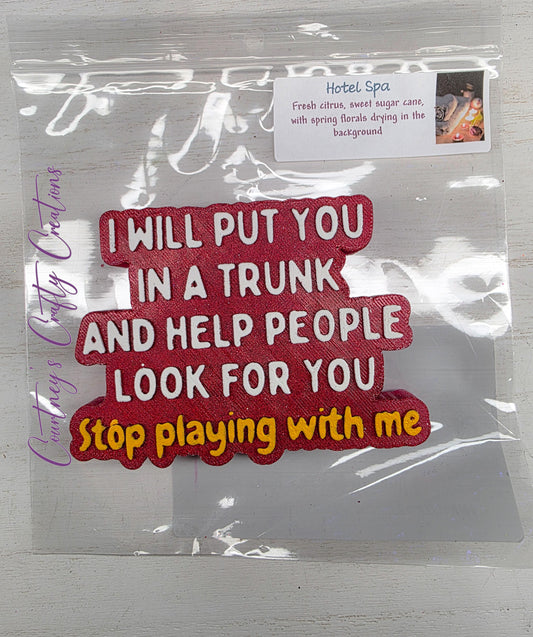 Hotel Spa
Fresh citrus, sweet sugar cane,
with spring florals drying in the
background
Courtney's Crafty Creations
I WILL PUT YOU
IN A TRUNK
AND HELP PEOPLE
LOOK FOR YOU
Stop playing with me